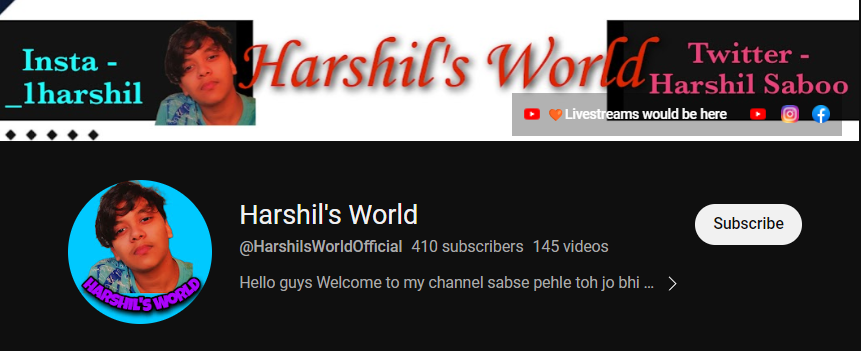 Insta -
_1harshil
Harshil's World
Twitter -
Harshil Saboo
Livestreams would be here
HARSHIL'S WORLD
Harshil's World
@HarshilsWorldOfficial 410 subscribers 145 videos
Hello guys Welcome to my channel sabse pehle toh jo bhi ...
Subscribe